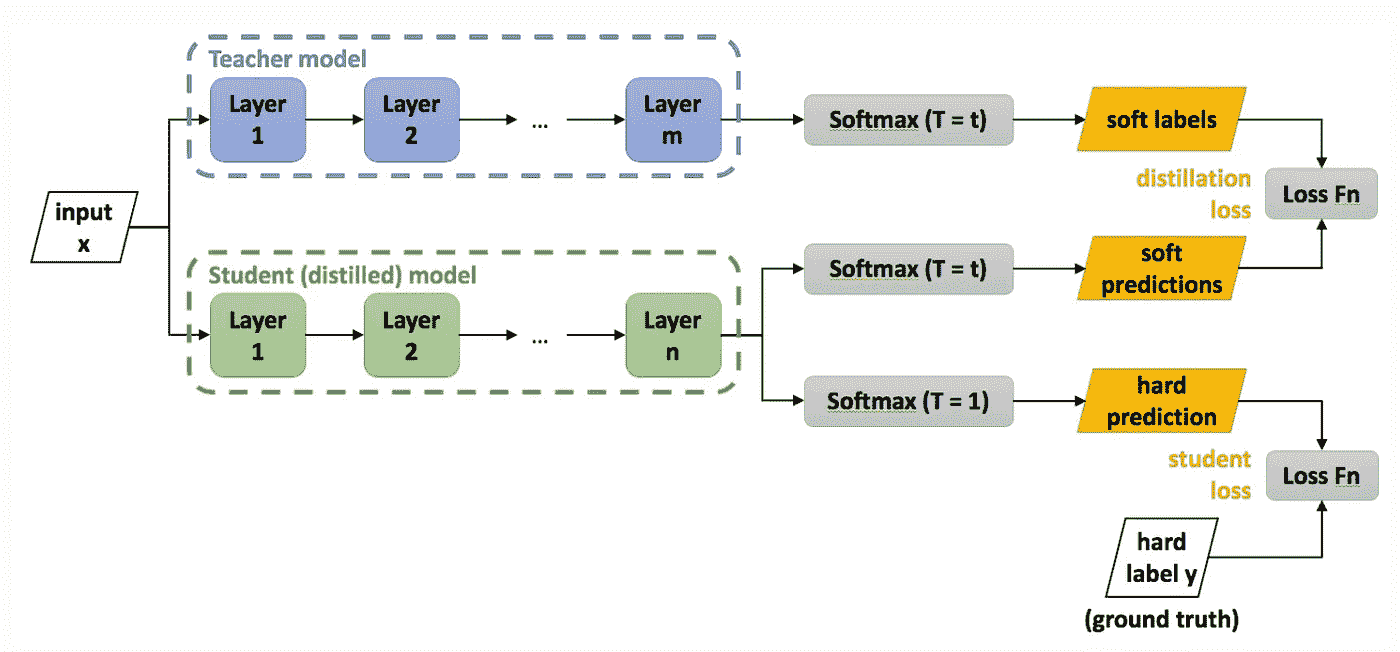 Teacher model
Layer
1
Layer
2
...
Layer
m
Softmax (T = t)
soft labels
distillation
loss
Loss Fn
input
x
Student (distilled) model
Layer
1
Layer
2
...
Layer
n
Softmax (T = t)
soft
predictions
Softmax (T = 1)
hard
prediction
student
loss
Loss Fn
hard
label y
(ground truth)